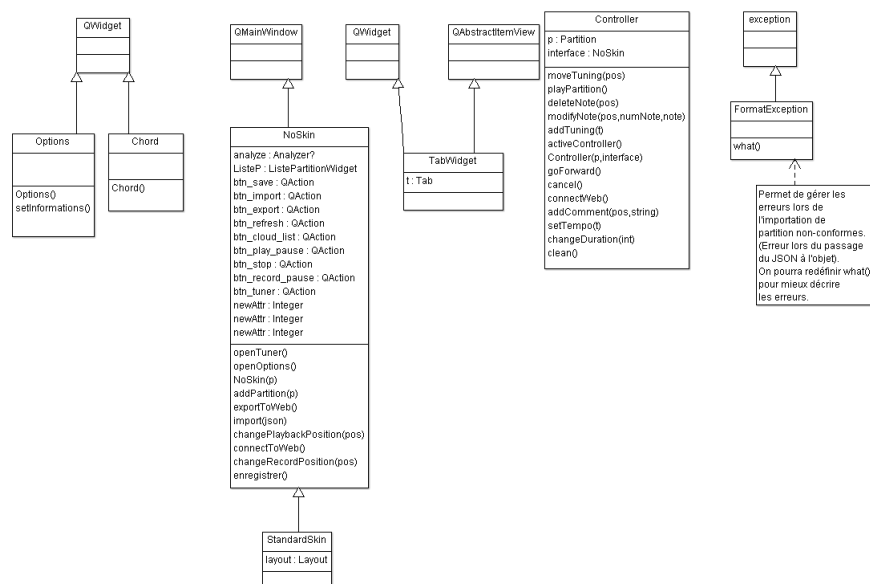 QWidget
Options
Options()
setInformations()
Chord
Chord()
QMainWindow
NoSkin
analyze : Analyzer?
ListeP : ListePartitionWidget
btn_save : QAction
btn_import : QAction
btn_export : QAction
btn_refresh : QAction
btn_cloud_list : QAction
btn_play_pause : QAction
btn_stop : QAction
btn_record_pause : QAction
btn_tuner : QAction
newAttr : Integer
newAttr : Integer
newAttr : Integer
openTuner()
openOptions()
NoSkin(p)
addPartition(p)
exportToWeb()
import(json)
changePlaybackPosition(pos)
connectToWeb()
changeRecordPosition(pos)
enregistrer()
StandardSkin
layout : Layout
QWidget
QAbstractItemView
TabWidget
t : Tab
Controller
p : Partition
interface : NoSkin
moveTuning(pos)
playPartition()
deleteNote(pos)
modifyNote(pos,numNote,note)
addTuning(t)
activeController()
Controller(p,interface)
goForward()
cancel()
connectWeb()
addComment(pos,string)
setTempo(t)
changeDuration(int)
clean()
exception
FormatException
what()
Permet de gérer les
erreurs lors de
l'importation de
partition non-conformes.
(Erreur lors du passage
du JSON à l'objet).
On pourra redéfinir what()
pour mieux décrire
les erreurs.